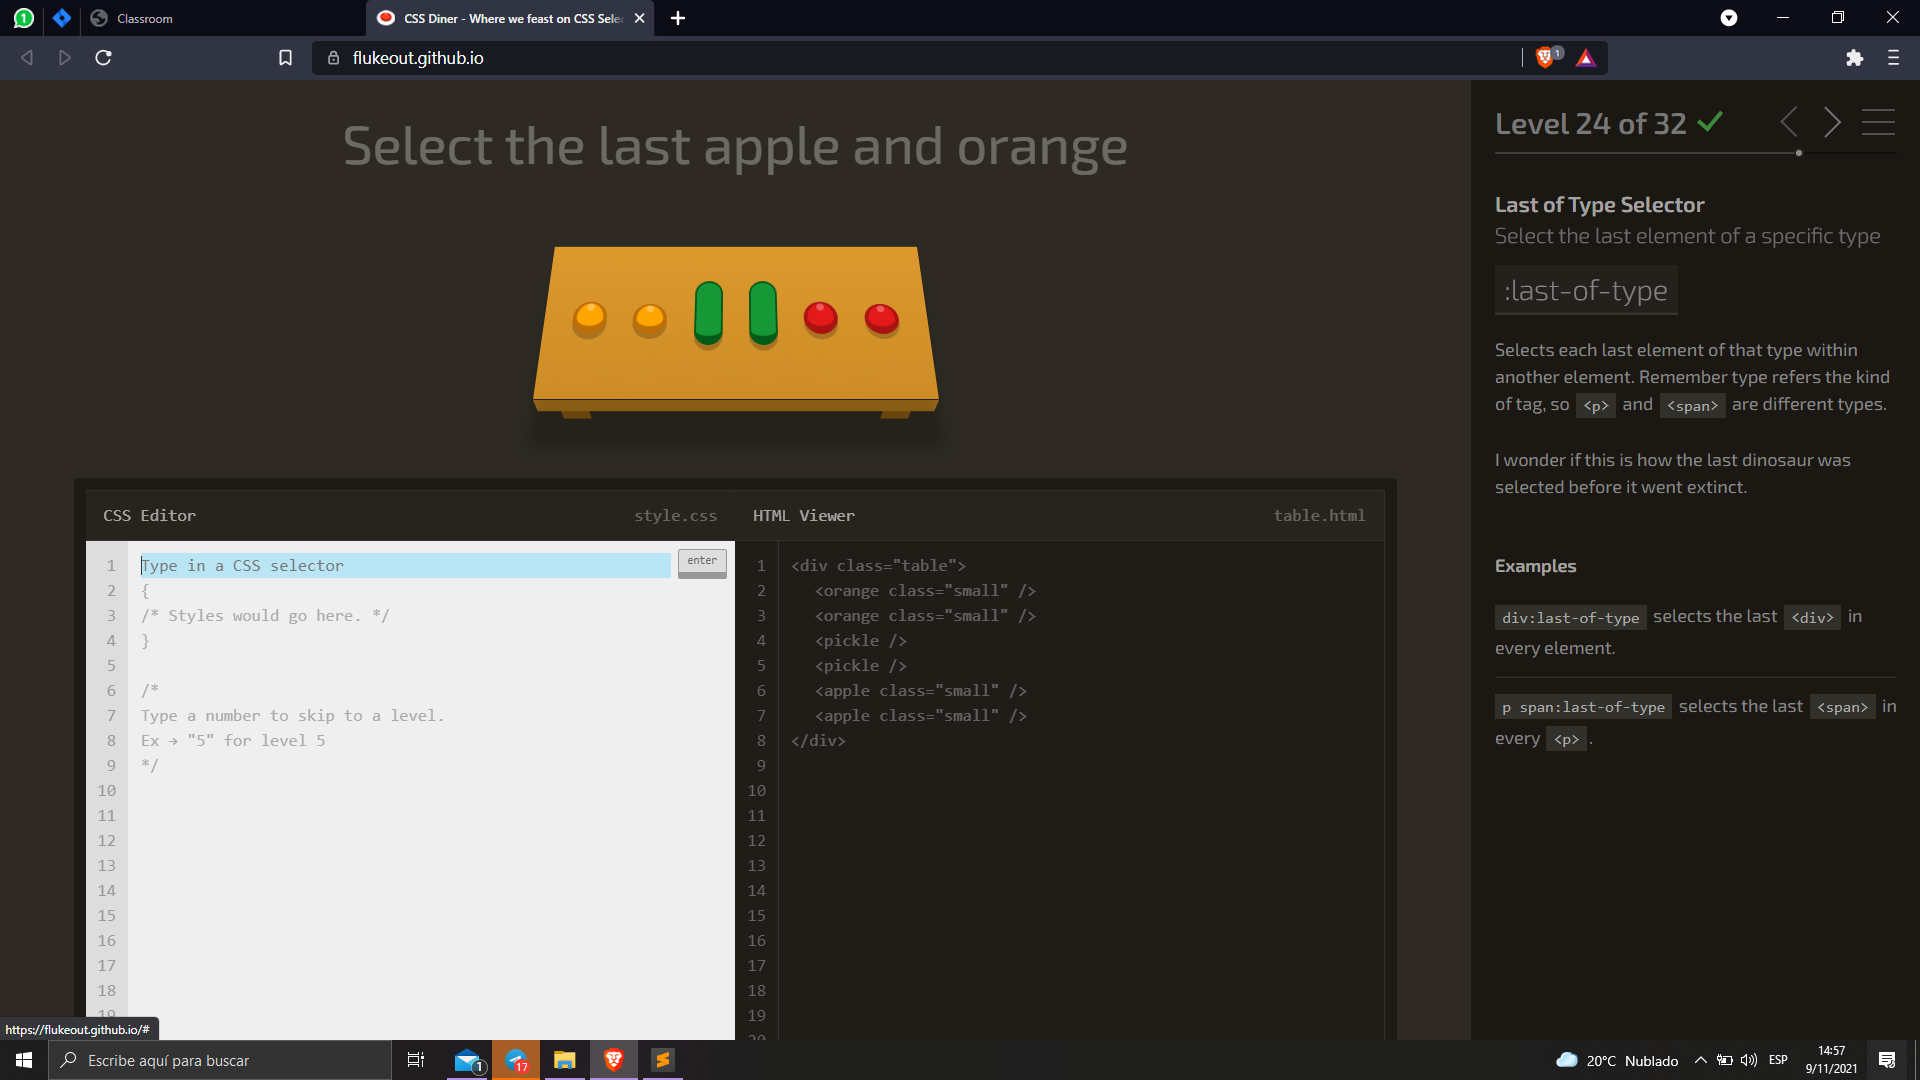 1
Classroom
CSS Diner - Where we feast on CSS Sele
flukeout.github.io
1
Select the last apple and orange
Level 24 of 32
Last of Type Selector
Select the last element of a specific type
:last-of-type
Selects each last element of that type within
another element. Remember type refers the kind
of tag, so <p> and <span> are different types.
I wonder if this is how the last dinosaur was
selected before it went extinct.
Examples
div:last-of-type selects the last <div> in
every element.
p span:last-of-type selects the last <span> in
every <p> .
CSS Editor style.css
1 Type in a CSS selector enter
2 {
3 /* Styles would go here. */
4 }
5
6 /*
7 Type a number to skip to a level.
8 Ex → "5" for level 5
9 */
10
11
12
13
14
15
16
17
18
19
HTML Viewer table.html
1 <div class="table">
2 <orange class="small" />
3 <orange class="small" />
4 <pickle />
5 <pickle />
6 <apple class="small" />
7 <apple class="small" />
8 </div>
9
10
11
12
13
14
15
16
17
18
19
20
https://flukeout.github.io/#
Escribe aquí para buscar
1
17
20°C Nublado
ESP
14:57
9/11/2021